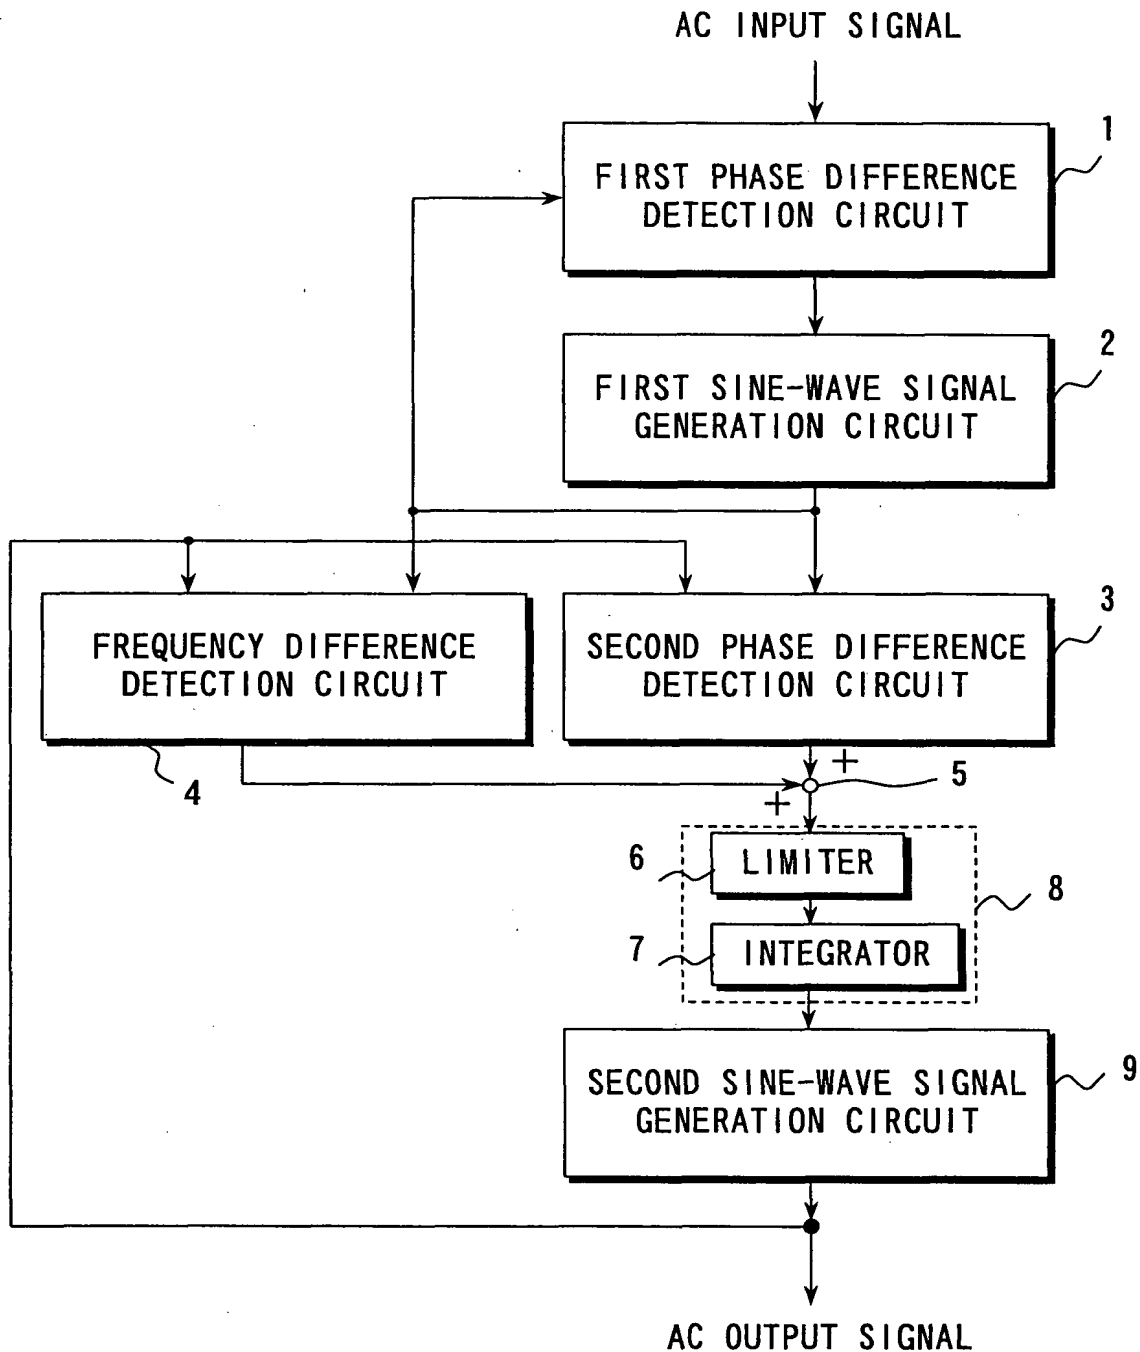 AC INPUT SIGNAL
1
FIRST PHASE DIFFERENCE
DETECTION CIRCUIT
2
FIRST SINE-WAVE SIGNAL
GENERATION CIRCUIT
3
FREQUENCY DIFFERENCE
DETECTION CIRCUIT
SECOND PHASE DIFFERENCE
DETECTION CIRCUIT
4
+
5
+
6
LIMITER
8
7
INTEGRATOR
SECOND SINE-WAVE SIGNAL
GENERATION CIRCUIT
9
AC OUTPUT SIGNAL